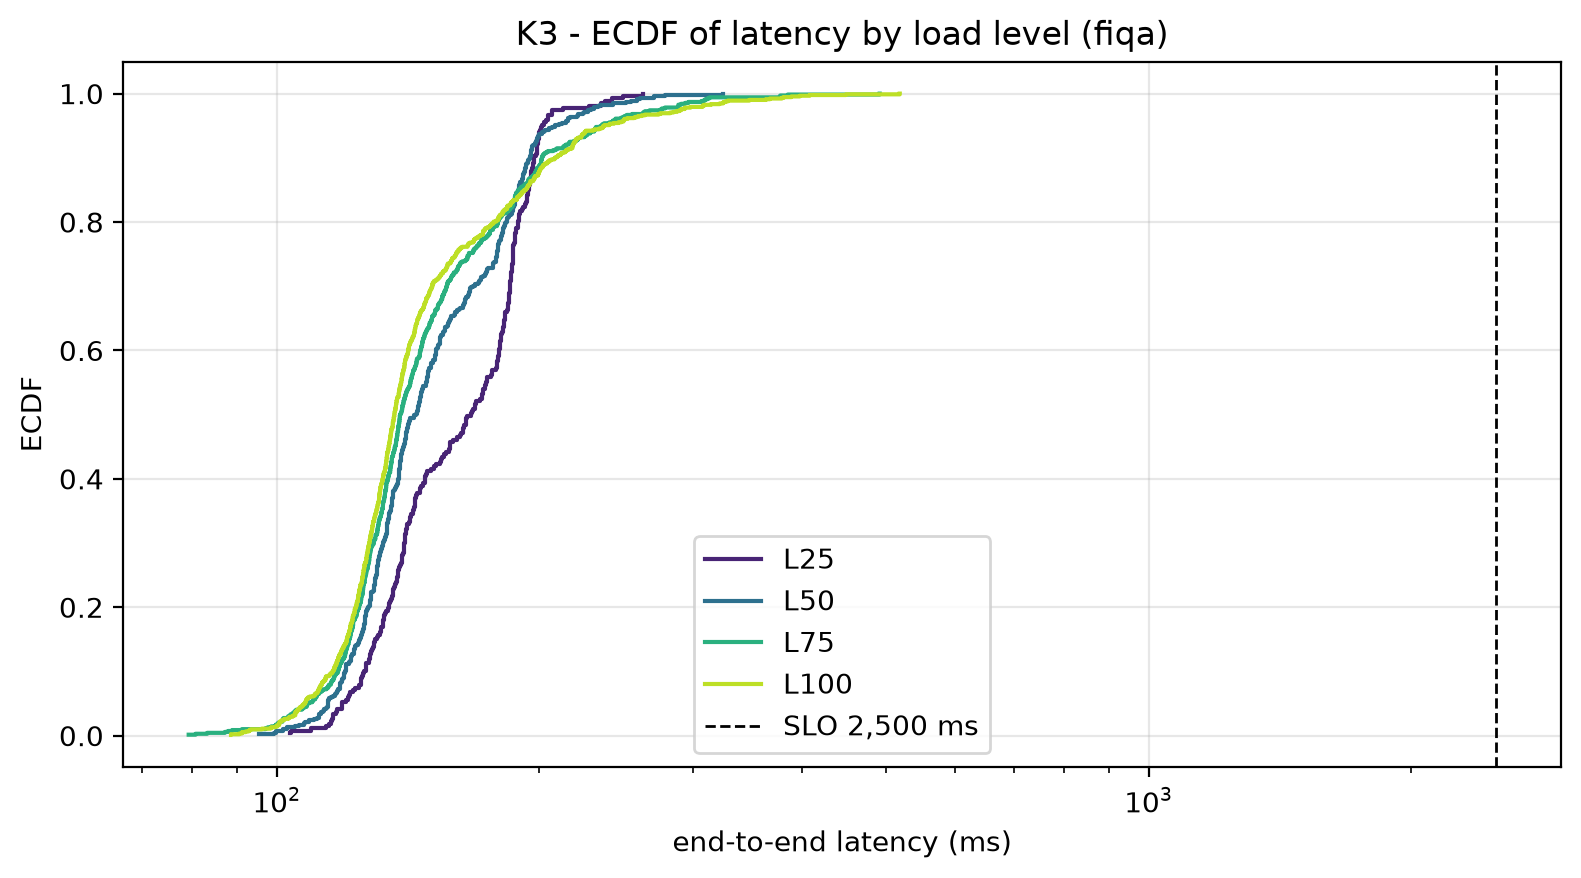 K3 - ECDF of latency by load level (fiqa)
1.0
0.8
0.6
0.4
0.2
0.0
ECDF
L25
L50
L75
L100
SLO 2,500 ms
10² 10³
end-to-end latency (ms)